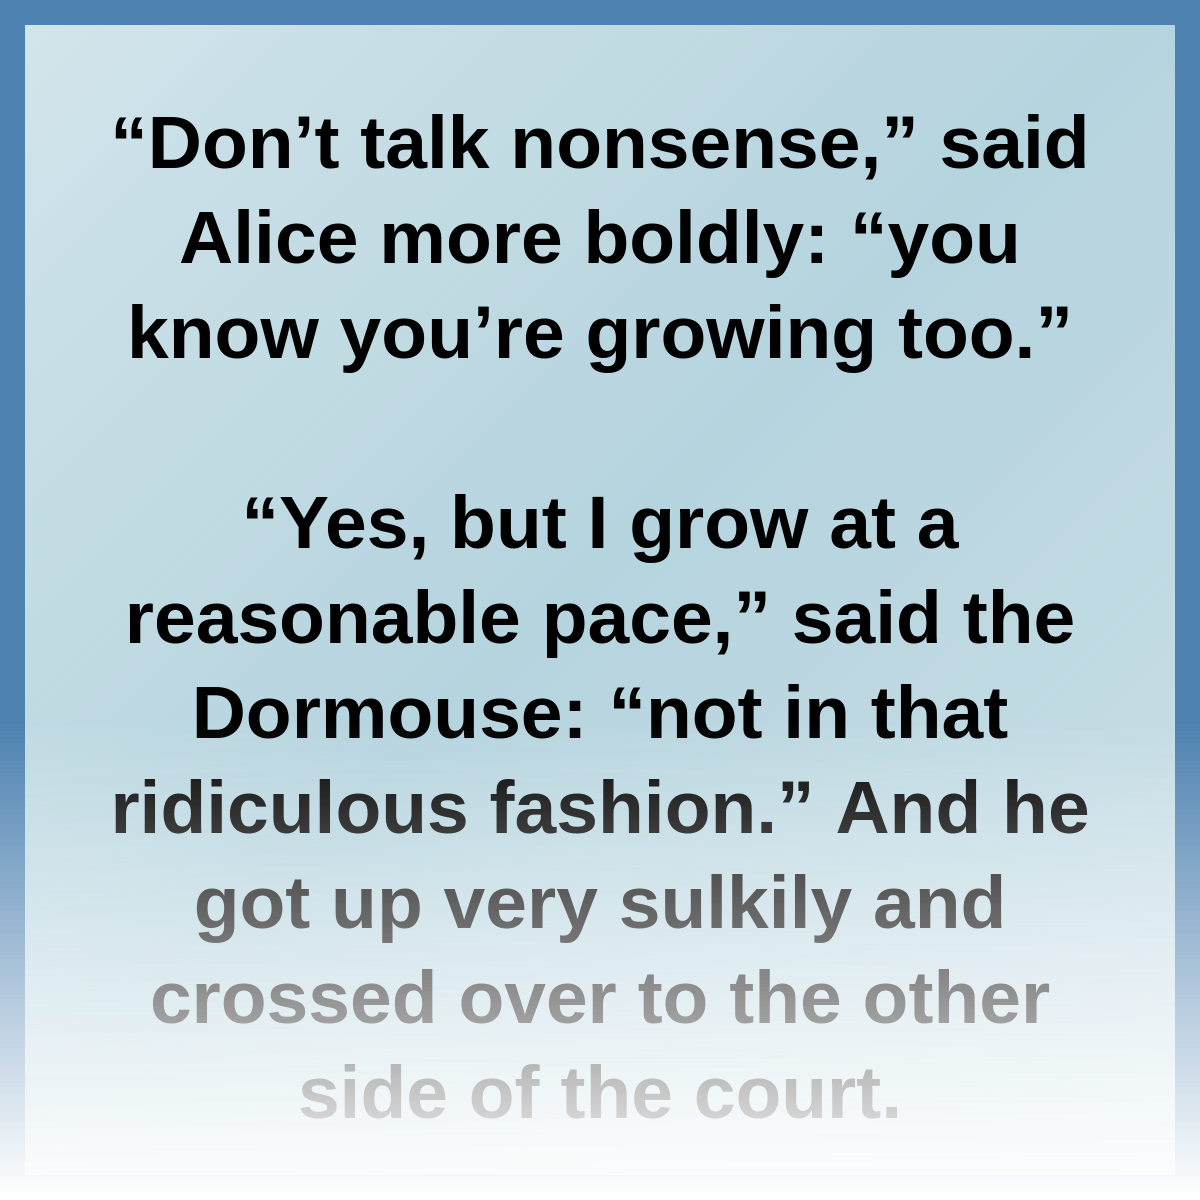 “Don’t talk nonsense,” said
Alice more boldly: “you
know you’re growing too.”
“Yes, but I grow at a
reasonable pace,” said the
Dormouse: “not in that
ridiculous fashion.” And he
got up very sulkily and
crossed over to the other
side of the court.